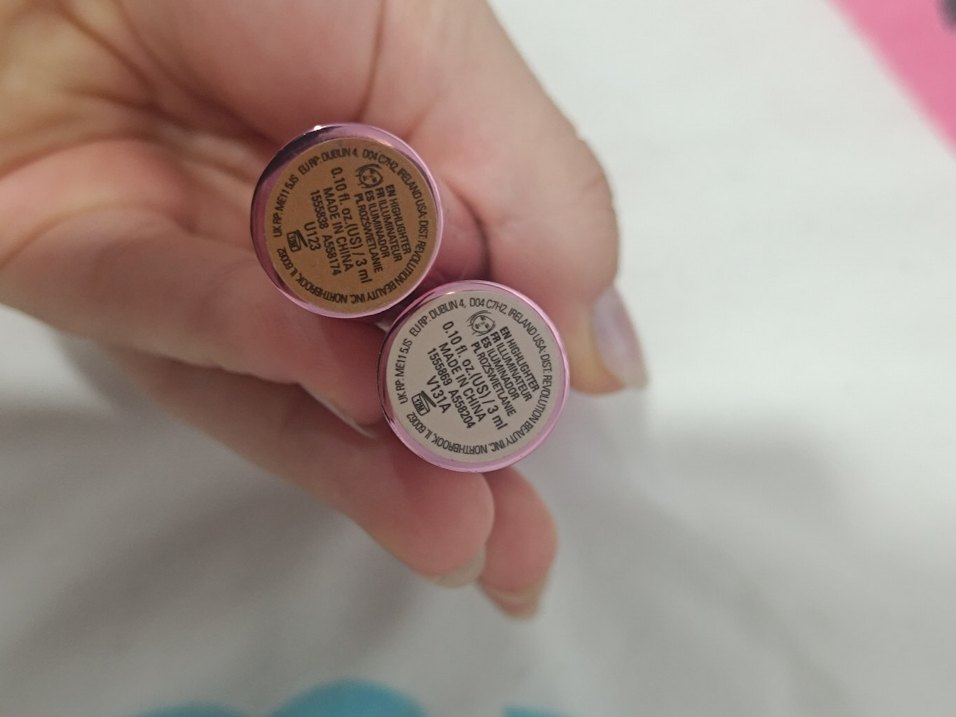 UK RP: ME11 5JS EU RP: DUBLIN 4, D04 C7H2, IRELAND USA: DIST: REVOLUTION BEAUTY INC, NORTHBROOK, IL 60062
EN HIGHLIGHTER
FR ILLUMINATEUR
ES ILUMINADOR
PL ROZŚWIETLANIE
0.10 fl. oz.(US) / 3 ml
MADE IN CHINA
1555838 A558174
U123
UK RP: ME11 5JS EU RP: DUBLIN 4, D04 C7H2, IRELAND USA: DIST: REVOLUTION BEAUTY INC, NORTHBROOK, IL 60062
EN HIGHLIGHTER
FR ILLUMINATEUR
ES ILUMINADOR
PL ROZŚWIETLANIE
0.10 fl. oz.(US) / 3 ml
MADE IN CHINA
1555869 A558204
V131A